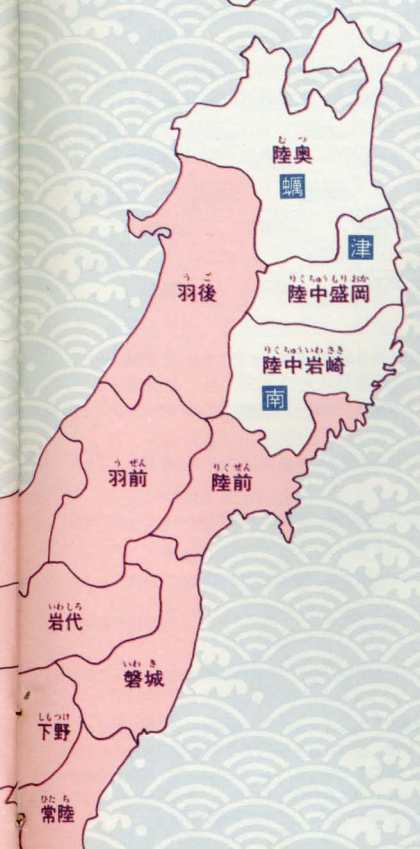 むつ
陸奥
蠣
津
うご
羽後
りくちゅうもりおか
陸中盛岡
りくちゅういわさき
陸中岩崎
南
うぜん
羽前
りくぜん
陸前
いわしろ
岩代
いわき
磐城
しもつけ
下野
ひたち
常陸